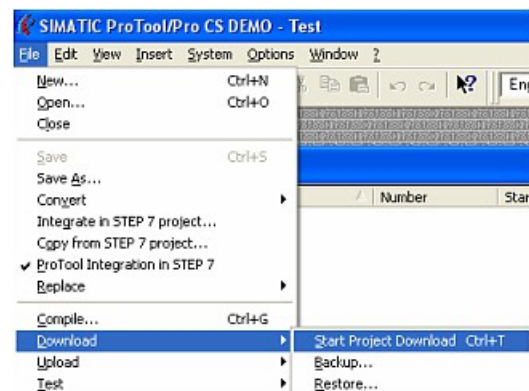 SIMATIC ProTool/Pro CS DEMO - Test
File Edit View Insert System Options Window ?
New... Ctrl+N
Open... Ctrl+O
Close
Save Ctrl+S
Save As...
Convert
Integrate in STEP 7 project...
Copy from STEP 7 project...
ProTool Integration in STEP 7
Replace
Compile... Ctrl+G
Download
Upload
Test
Start Project Download Ctrl+T
Backup...
Restore...
Number